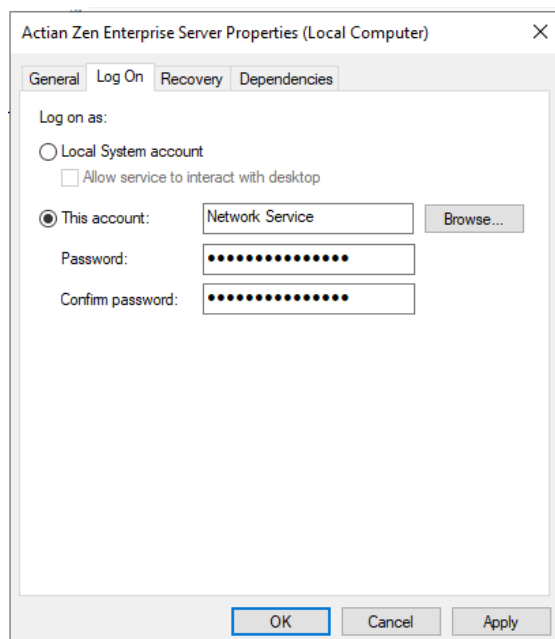 Actian Zen Enterprise Server Properties (Local Computer)
General Log On Recovery Dependencies
Log on as:
Local System account
Allow service to interact with desktop
This account: Network Service Browse...
Password: ●●●●●●●●●●●●●●●
Confirm password: ●●●●●●●●●●●●●●●
OK Cancel Apply